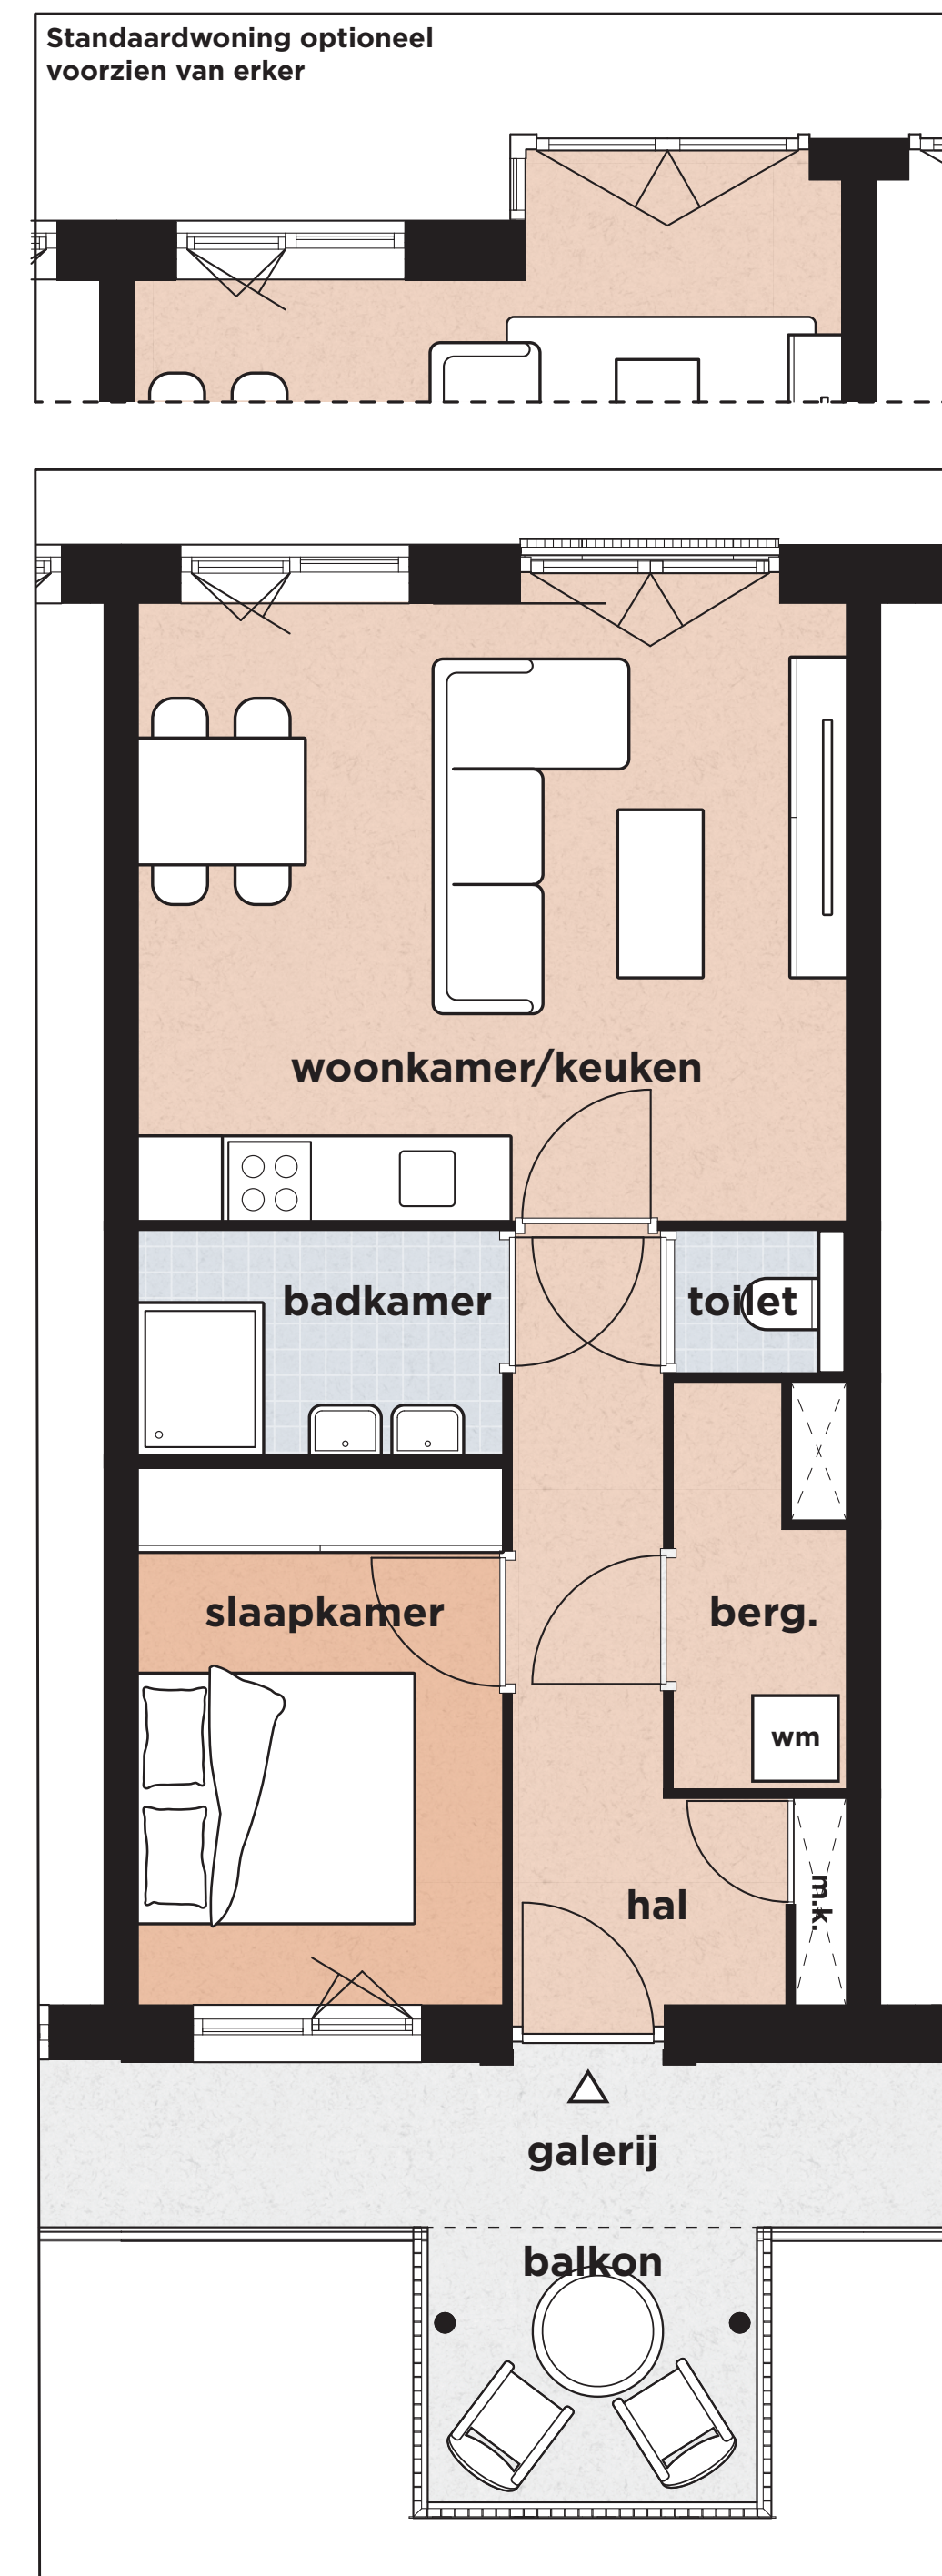 Standaardwoning optioneel
voorzien van erker
woonkamer/keuken
badkamer
toilet
slaapkamer
berg.
wm
hal
m.k.
galerij
balkon